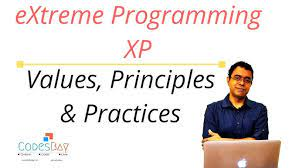 eXtreme Programming
XP
Values, Principles
& Practices
CODESBAY